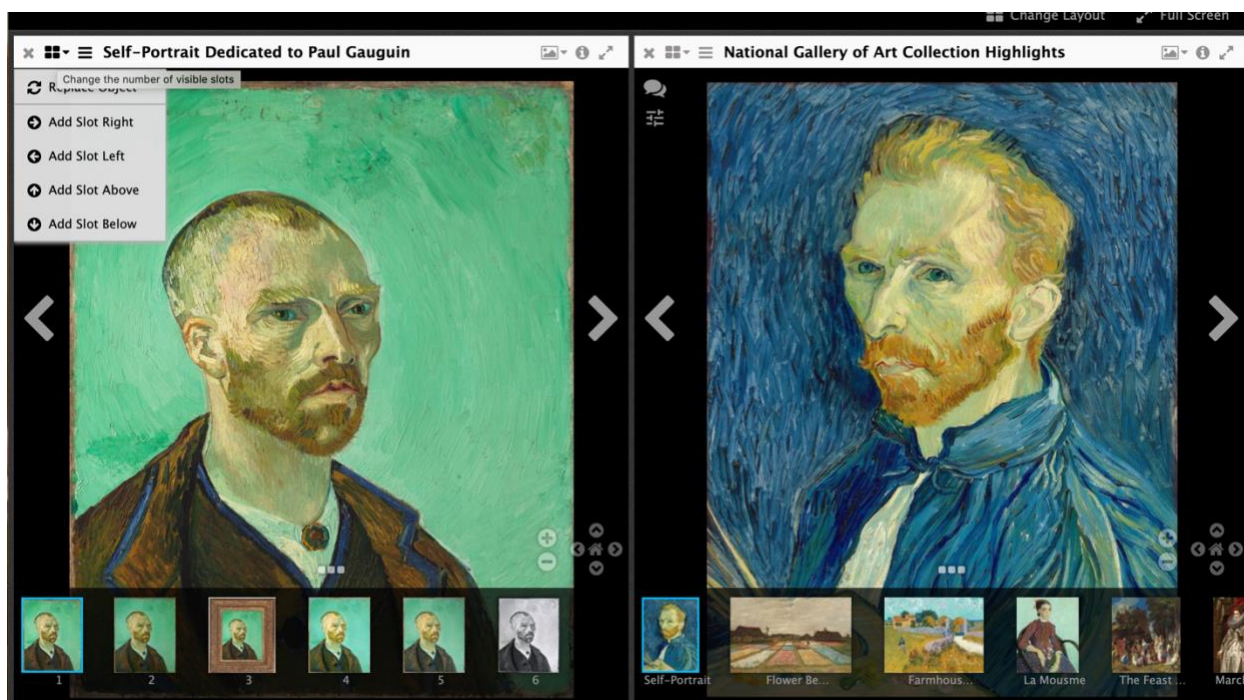 Change Layout Full Screen
Self-Portrait Dedicated to Paul Gauguin
National Gallery of Art Collection Highlights
Change the number of visible slots
Replace Object
Add Slot Right
Add Slot Left
Add Slot Above
Add Slot Below
1 2 3 4 5 6
Self-Portrait Flower Be... Farmhous... La Mousme The Feast ... March